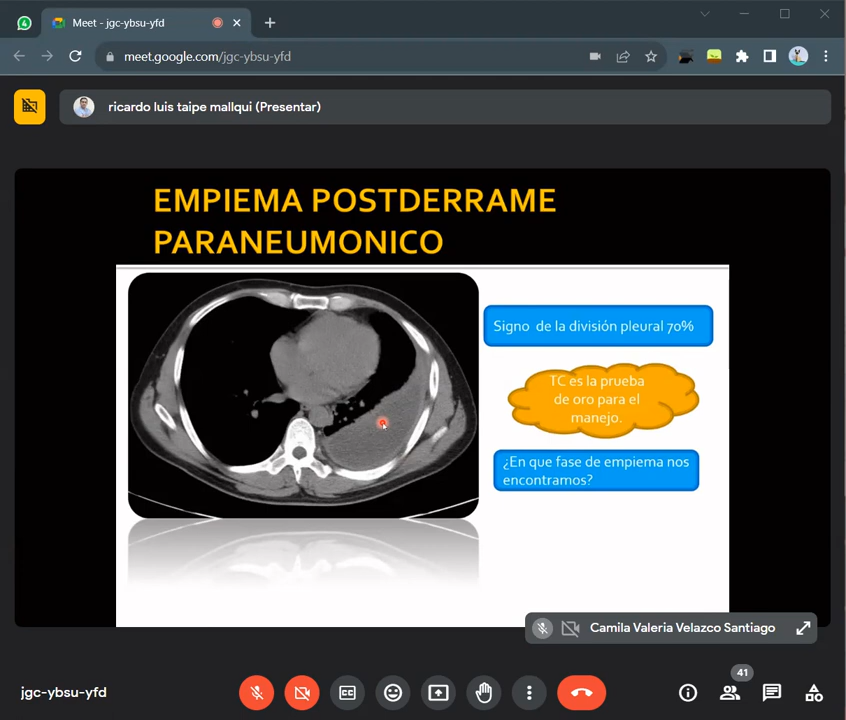 4
Meet - jgc-ybsu-yfd
meet.google.com/jgc-ybsu-yfd
ricardo luis taipe mallqui (Presentar)
EMPIEMA POSTDERRAME
PARANEUMONICO
Signo de la división pleural 70%
TC es la prueba
de oro para el
manejo.
¿En que fase de empiema nos
encontramos?
Camila Valeria Velazco Santiago
jgc-ybsu-yfd
CC
41